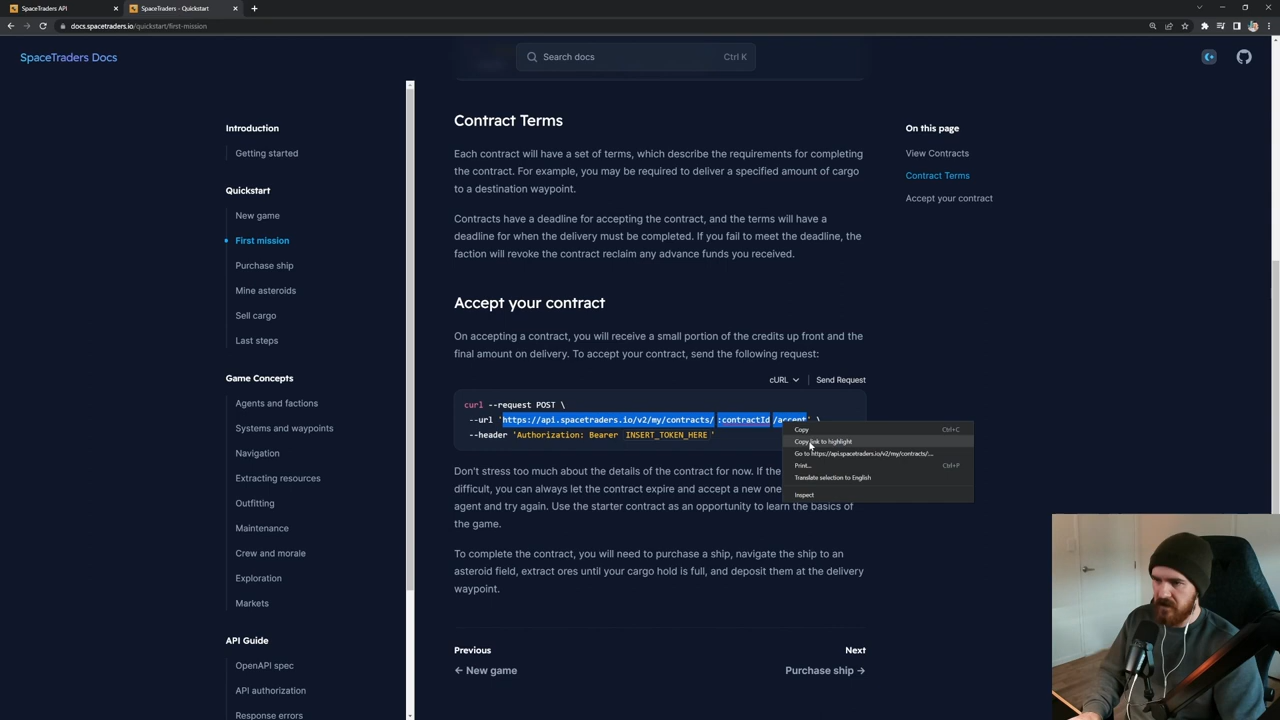 SpaceTraders API
SpaceTraders - Quickstart
docs.spacetraders.io/quickstart/first-mission
SpaceTraders Docs
Search docs
Ctrl K
Introduction
Getting started
Quickstart
New game
First mission
Purchase ship
Mine asteroids
Sell cargo
Last steps
Game Concepts
Agents and factions
Systems and waypoints
Navigation
Extracting resources
Outfitting
Maintenance
Crew and morale
Exploration
Markets
API Guide
OpenAPI spec
API authorization
Response errors
Contract Terms
Each contract will have a set of terms, which describe the requirements for completing
the contract. For example, you may be required to deliver a specified amount of cargo
to a destination waypoint.
Contracts have a deadline for accepting the contract, and the terms will have a
deadline for when the delivery must be completed. If you fail to meet the deadline, the
faction will revoke the contract reclaim any advance funds you received.
Accept your contract
On accepting a contract, you will receive a small portion of the credits up front and the
final amount on delivery. To accept your contract, send the following request:
cURL
Send Request
curl --request POST \
--url 'https://api.spacetraders.io/v2/my/contracts/ :contractId /accept' \
--header 'Authorization: Bearer INSERT_TOKEN_HERE '
Copy Ctrl+C
Copy link to highlight
Go to https://api.spacetraders.io/v2/my/contracts/...
Print... Ctrl+P
Translate selection to English
Inspect
Don't stress too much about the details of the contract for now. If the
difficult, you can always let the contract expire and accept a new one
agent and try again. Use the starter contract as an opportunity to learn the basics of
the game.
To complete the contract, you will need to purchase a ship, navigate the ship to an
asteroid field, extract ores until your cargo hold is full, and deposit them at the delivery
waypoint.
Previous
← New game
Next
Purchase ship →
On this page
View Contracts
Contract Terms
Accept your contract